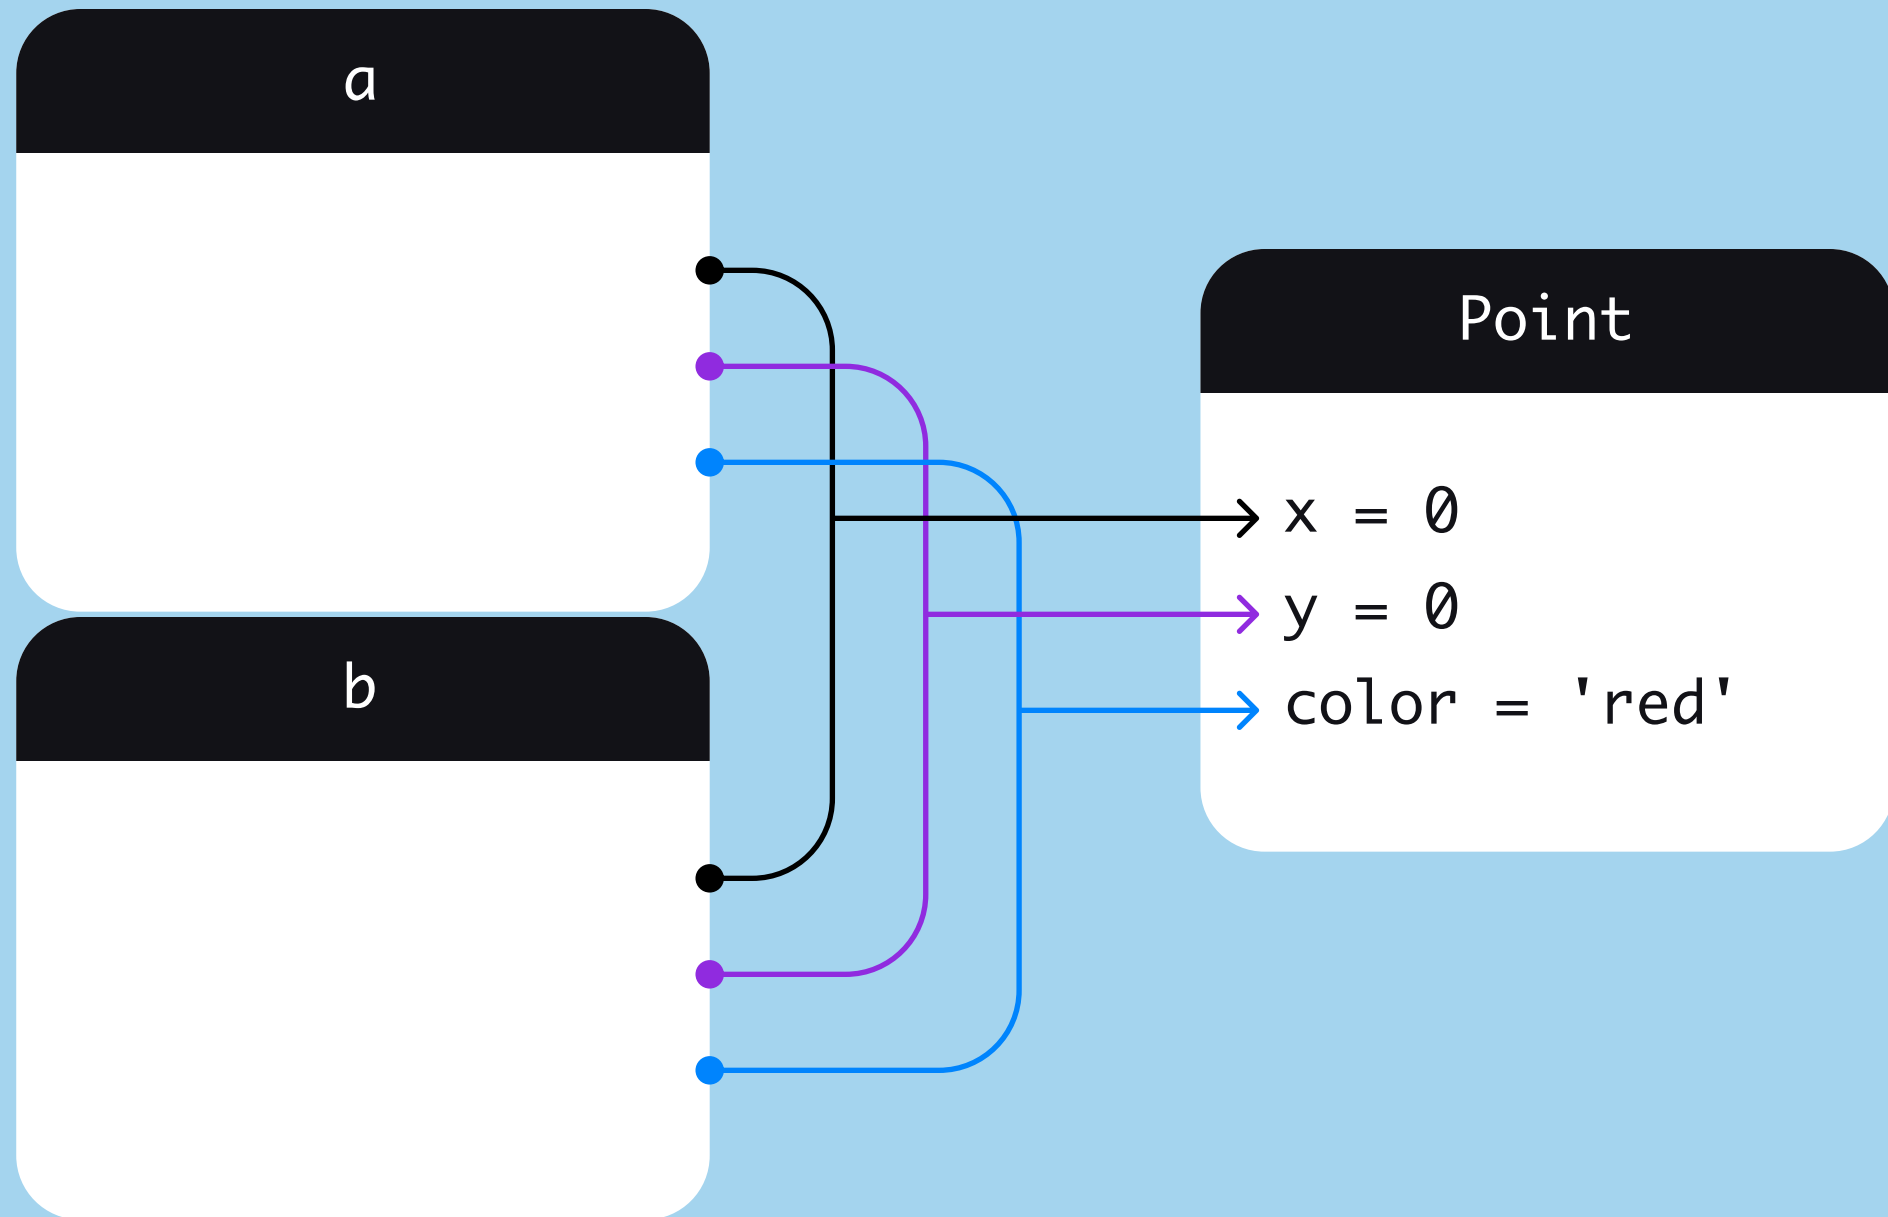 a
b
Point
x = 0
y = 0
color = 'red'